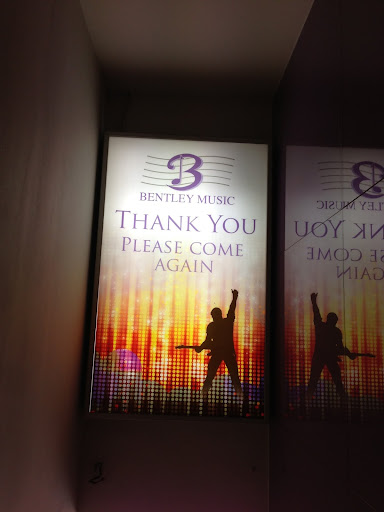 B
BENTLEY MUSIC
THANK YOU
PLEASE COME
AGAIN